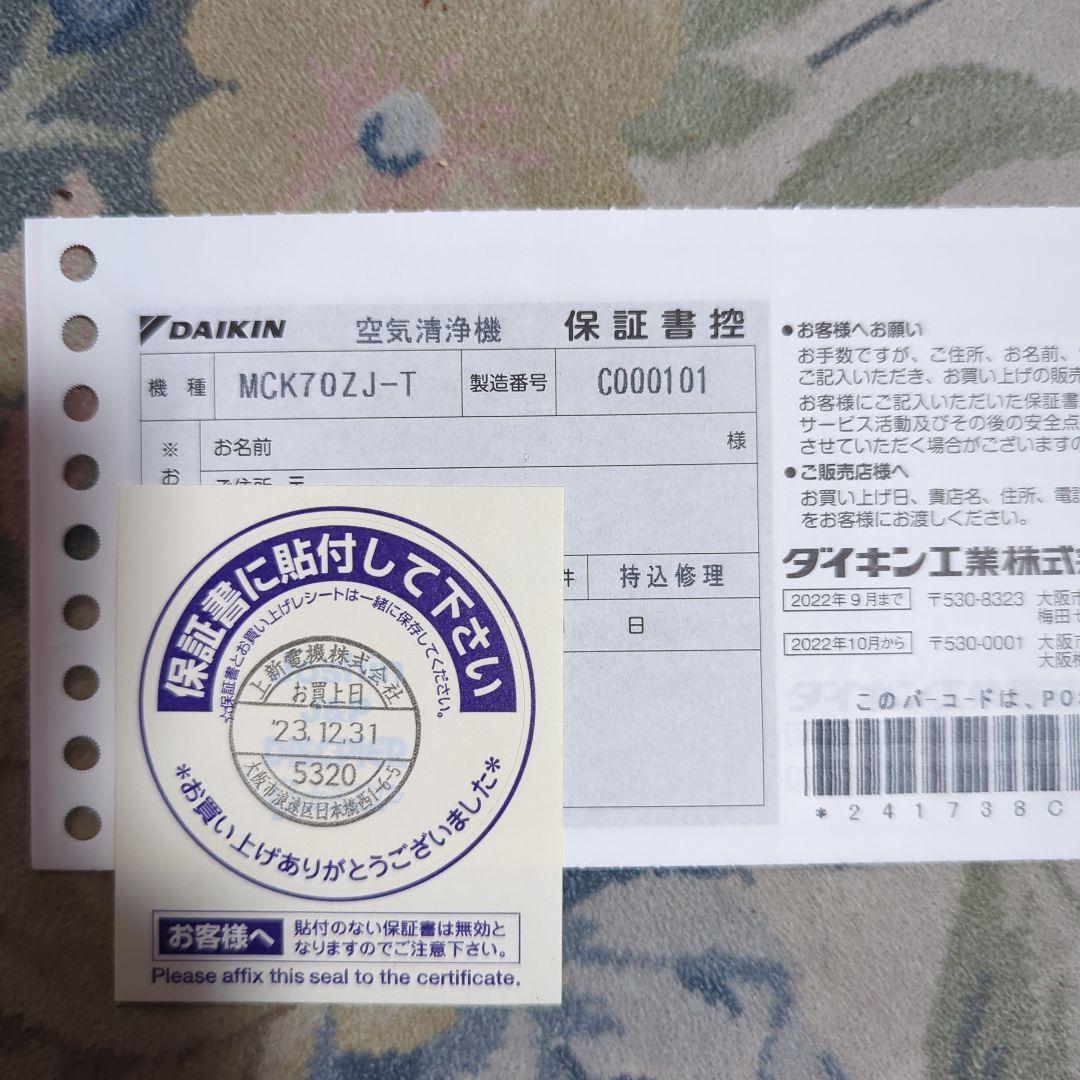 DAIKIN 空気清浄機 保証書控
機種 MCK70ZJ-T 製造番号 C000101
※ お名前 様
お
持込修理
日
●お客様へお願い
お手数ですが、ご住所、お名前、
ご記入いただき、お買い上げの販売
お客様にご記入いただいた保証書
サービス活動及びその後の安全点
させていただく場合がございますの
●ご販売店様へ
お買い上げ日、貴店名、住所、電話
をお客様にお渡しください。
ダイキン工業株式
2022年9月まで 〒530-8323 大阪市
梅田セ
2022年10月から 〒530-0001 大阪市
大阪梅
このバーコードは、POS
*241738C
保証書に貼付して下さい
☆保証書とお買い上げレシートは一緒に保存してください。
上新電機株式会社
お買上日
'23.12.31
5320
大阪市浪速区日本橋西1-6-5
*お買い上げありがとうございました*
お客様へ 貼付のない保証書は無効と
なりますのでご注意下さい。
Please affix this seal to the certificate.